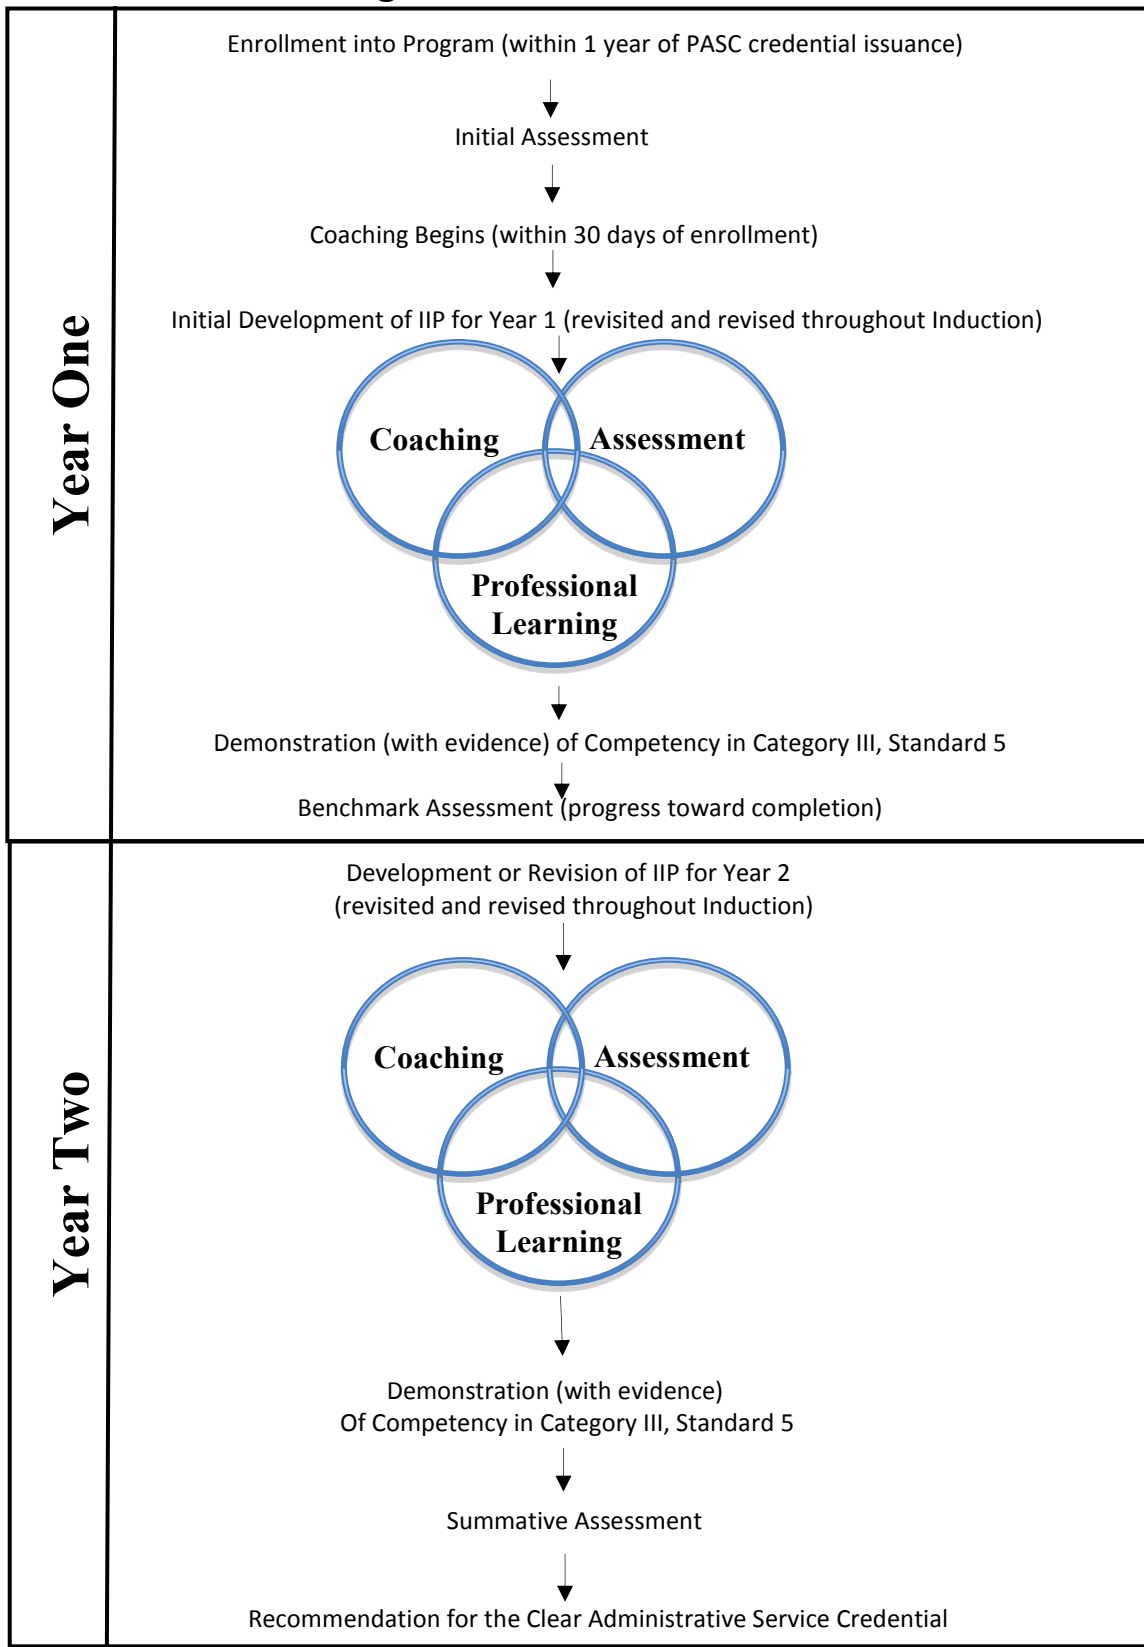 Enrollment into Program (within 1 year of PASC credential issuance)
Initial Assessment
Coaching Begins (within 30 days of enrollment)
Initial Development of IIP for Year 1 (revisited and revised throughout Induction)
Year One
Coaching
Assessment
Professional
Learning
Demonstration (with evidence) of Competency in Category III, Standard 5
Benchmark Assessment (progress toward completion)
Development or Revision of IIP for Year 2
(revisited and revised throughout Induction)
Year Two
Coaching
Assessment
Professional
Learning
Demonstration (with evidence)
Of Competency in Category III, Standard 5
Summative Assessment
Recommendation for the Clear Administrative Service Credential